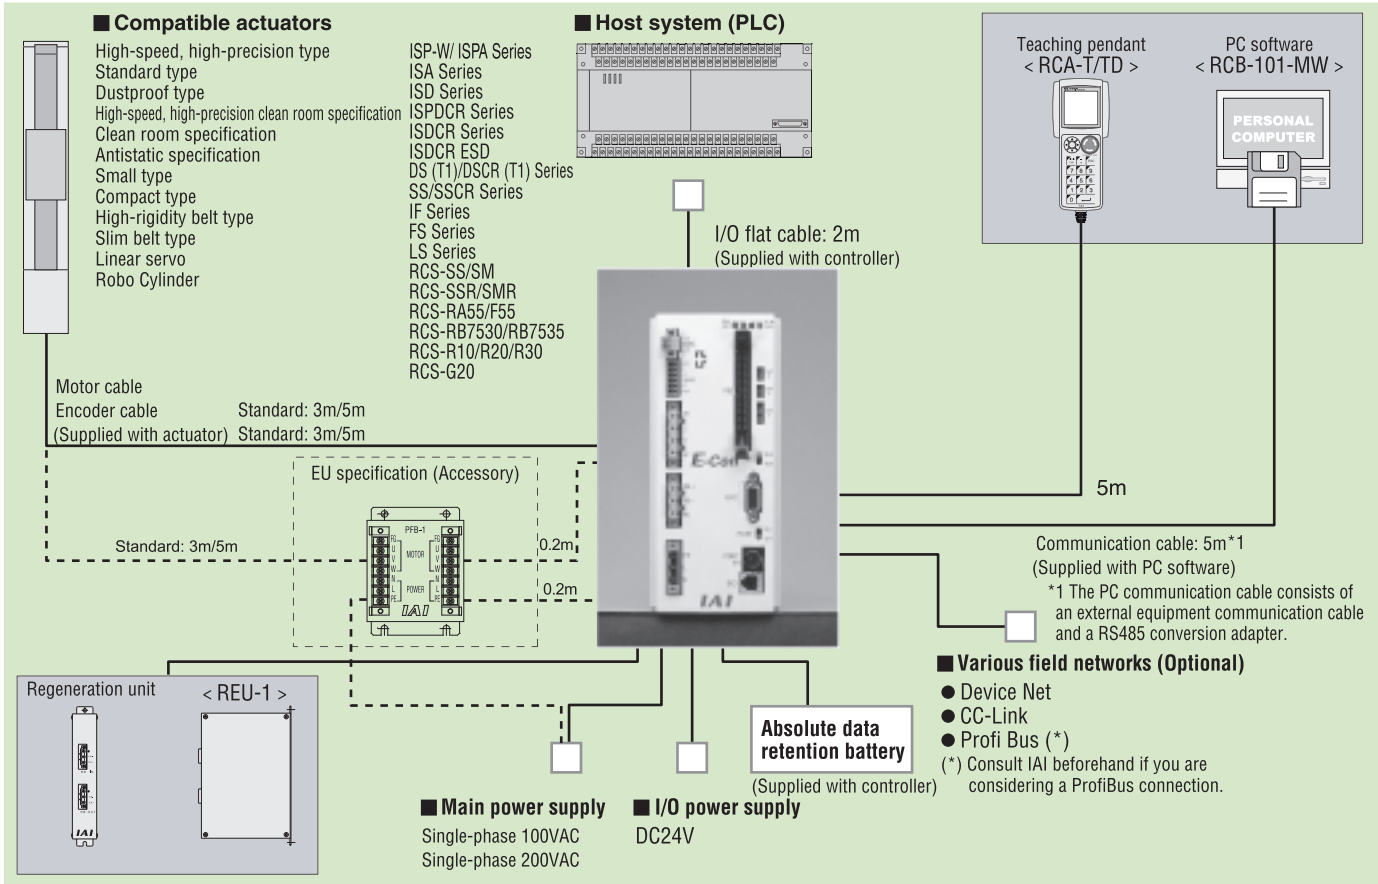 ■ Compatible actuators
High-speed, high-precision type
Standard type
Dustproof type
High-speed, high-precision clean room specification
Clean room specification
Antistatic specification
Small type
Compact type
High-rigidity belt type
Slim belt type
Linear servo
Robo Cylinder
ISP-W/ ISPA Series
ISA Series
ISD Series
ISPDCR Series
ISDCR Series
ISDCR ESD
DS (T1)/DSCR (T1) Series
SS/SSCR Series
IF Series
FS Series
LS Series
RCS-SS/SM
RCS-SSR/SMR
RCS-RA55/F55
RCS-RB7530/RB7535
RCS-R10/R20/R30
RCS-G20
■ Host system (PLC)
I/O flat cable: 2m
(Supplied with controller)
Teaching pendant
< RCA-T/TD >
PC software
< RCB-101-MW >
PERSONAL
COMPUTER
Motor cable
Encoder cable Standard: 3m/5m
(Supplied with actuator) Standard: 3m/5m
EU specification (Accessory)
PFB-1
FG FG
U U
V MOTOR V
W W
N N
L POWER L
PE PE
IAI
Standard: 3m/5m
0.2m
0.2m
E-Con
IAI
5m
Communication cable: 5m*1
(Supplied with PC software)
*1 The PC communication cable consists of
an external equipment communication cable
and a RS485 conversion adapter.
■ Various field networks (Optional)
● Device Net
● CC-Link
● Profi Bus (*)
(*) Consult IAI beforehand if you are
considering a ProfiBus connection.
Regeneration unit < REU-1 >
IAI
■ Main power supply
Single-phase 100VAC
Single-phase 200VAC
■ I/O power supply
DC24V
Absolute data
retention battery
(Supplied with controller)